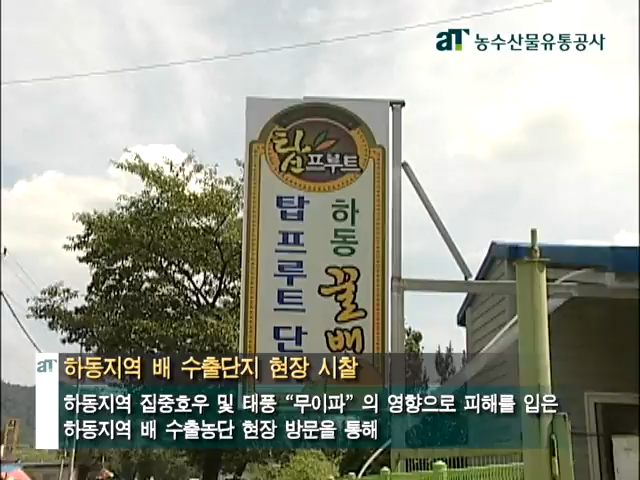 aT 농수산물유통공사
탑프루트
탑프루트 단
하동
꿀배
aT
하동지역 배 수출단지 현장 시찰
하동지역 집중호우 및 태풍 “무이파” 의 영향으로 피해를 입은
하동지역 배 수출농단 현장 방문을 통해